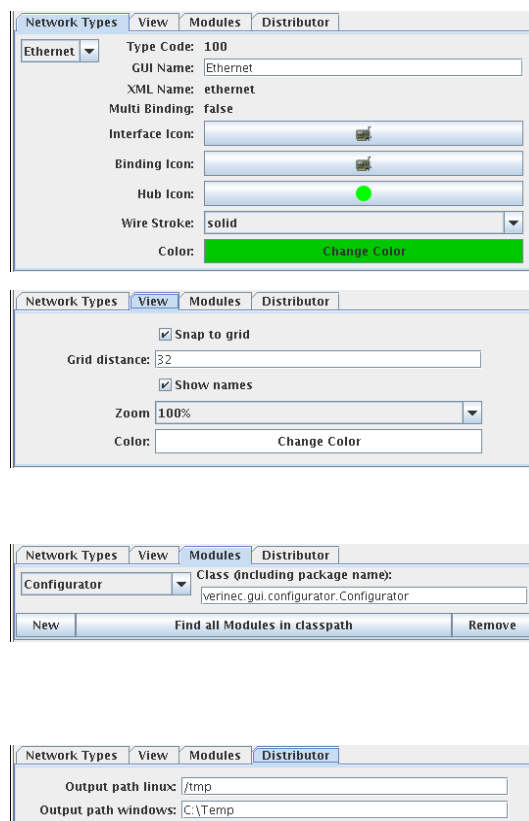 Network Types View Modules Distributor
Ethernet Type Code: 100
GUI Name: Ethernet
XML Name: ethernet
Multi Binding: false
Interface Icon:
Binding Icon:
Hub Icon:
Wire Stroke: solid
Color: Change Color
Network Types View Modules Distributor
Snap to grid
Grid distance: 32
Show names
Zoom 100%
Color: Change Color
Network Types View Modules Distributor
Configurator Class (including package name):
verinec.gui.configurator.Configurator
New Find all Modules in classpath Remove
Network Types View Modules Distributor
Output path linux: /tmp
Output path windows: C:\Temp